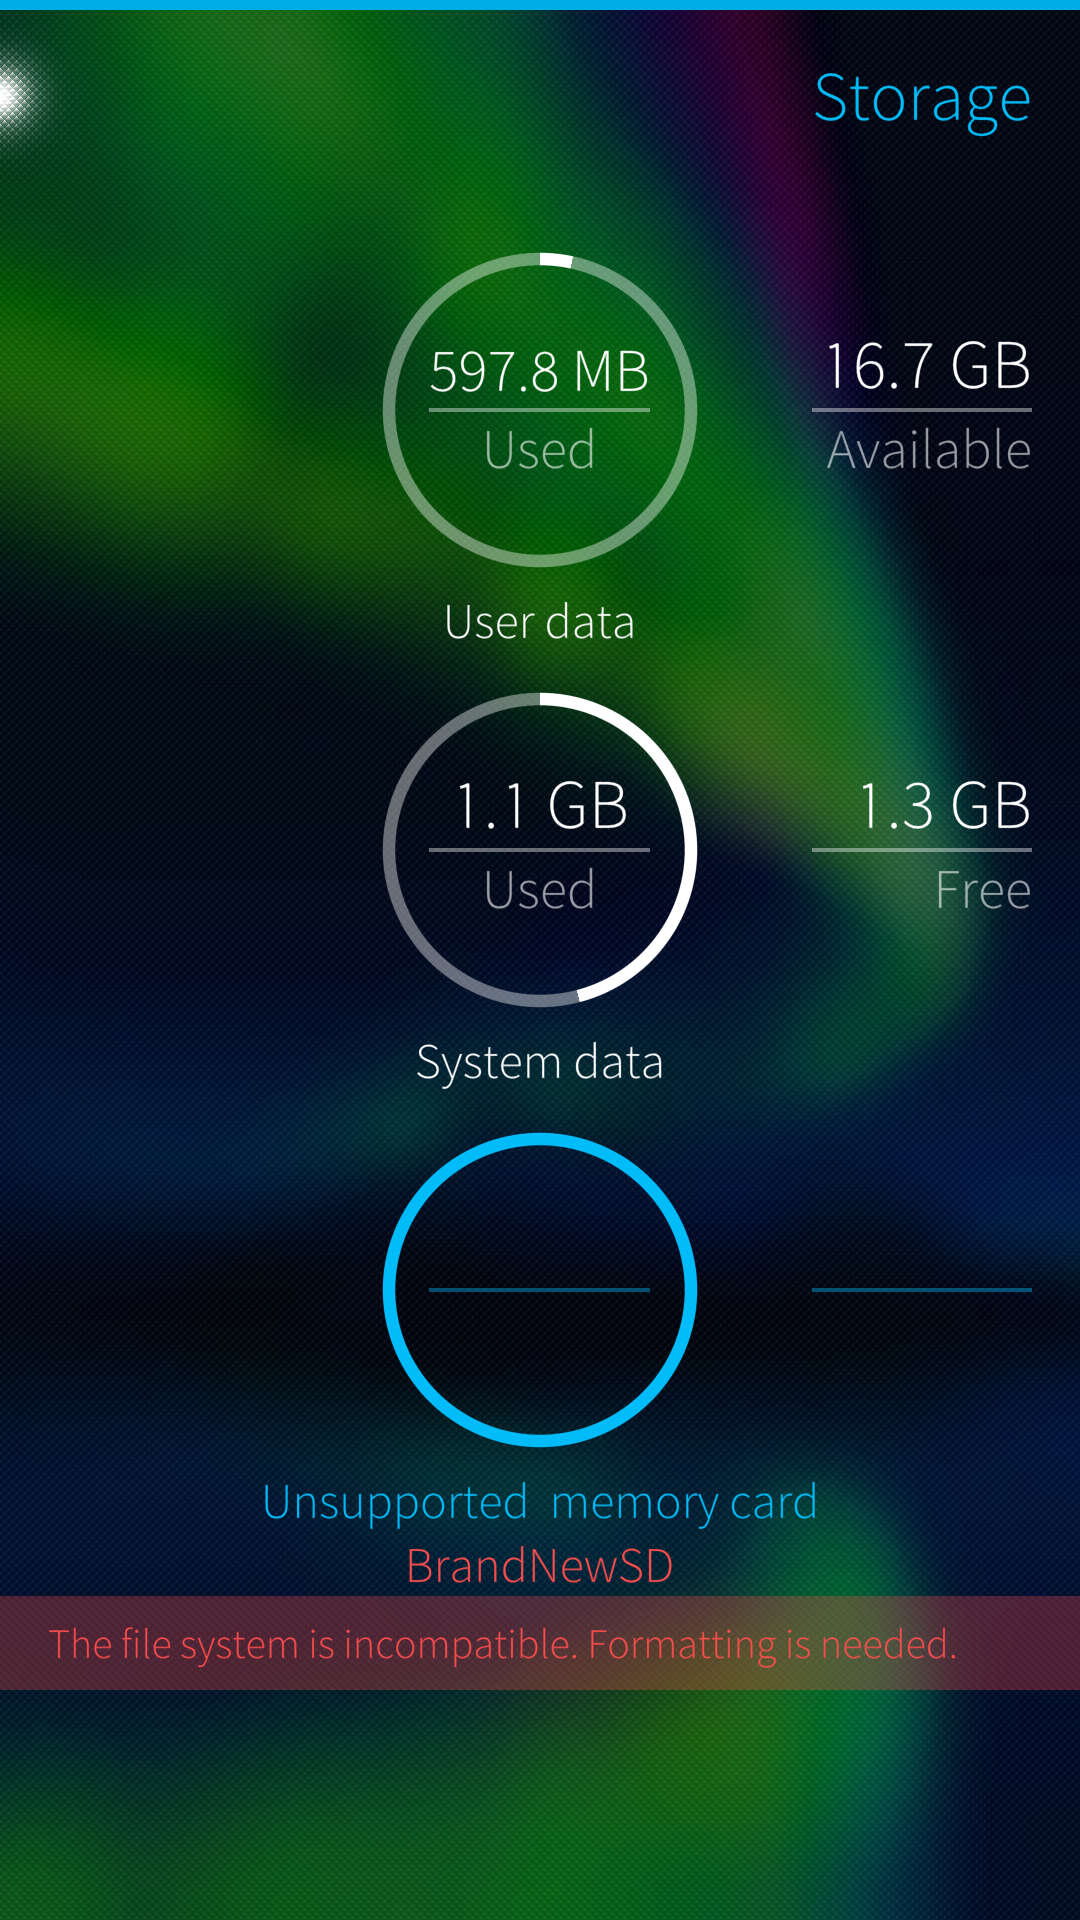 Storage
597.8 MB
Used
16.7 GB
Available
User data
1.1 GB
Used
1.3 GB
Free
System data
Unsupported memory card
BrandNewSD
The file system is incompatible. Formatting is needed.